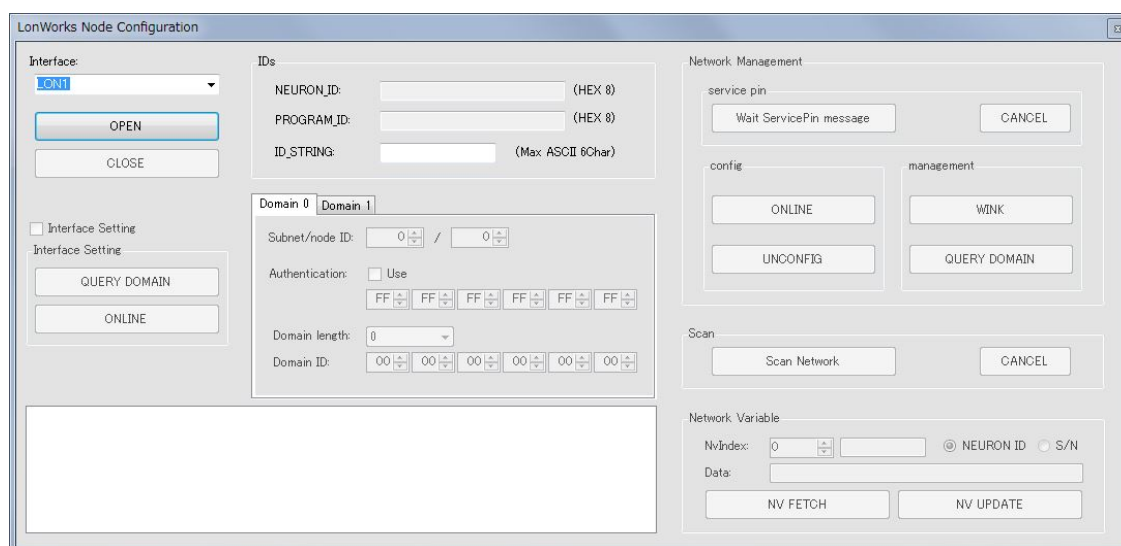 LonWorks Node Configuration
Interface:
LON1
OPEN
CLOSE
Interface Setting
Interface Setting
QUERY DOMAIN
ONLINE
IDs
NEURON_ID: (HEX 8)
PROGRAM_ID: (HEX 8)
ID_STRING: (Max ASCII 6Char)
Domain 0 Domain 1
Subnet/node ID: 0 / 0
Authentication: Use
FF FF FF FF FF FF
Domain length: 0
Domain ID: 00 00 00 00 00 00
Network Management
service pin
Wait ServicePin message CANCEL
config management
ONLINE WINK
UNCONFIG QUERY DOMAIN
Scan
Scan Network CANCEL
Network Variable
NvIndex: 0 NEURON ID S/N
Data:
NV FETCH NV UPDATE